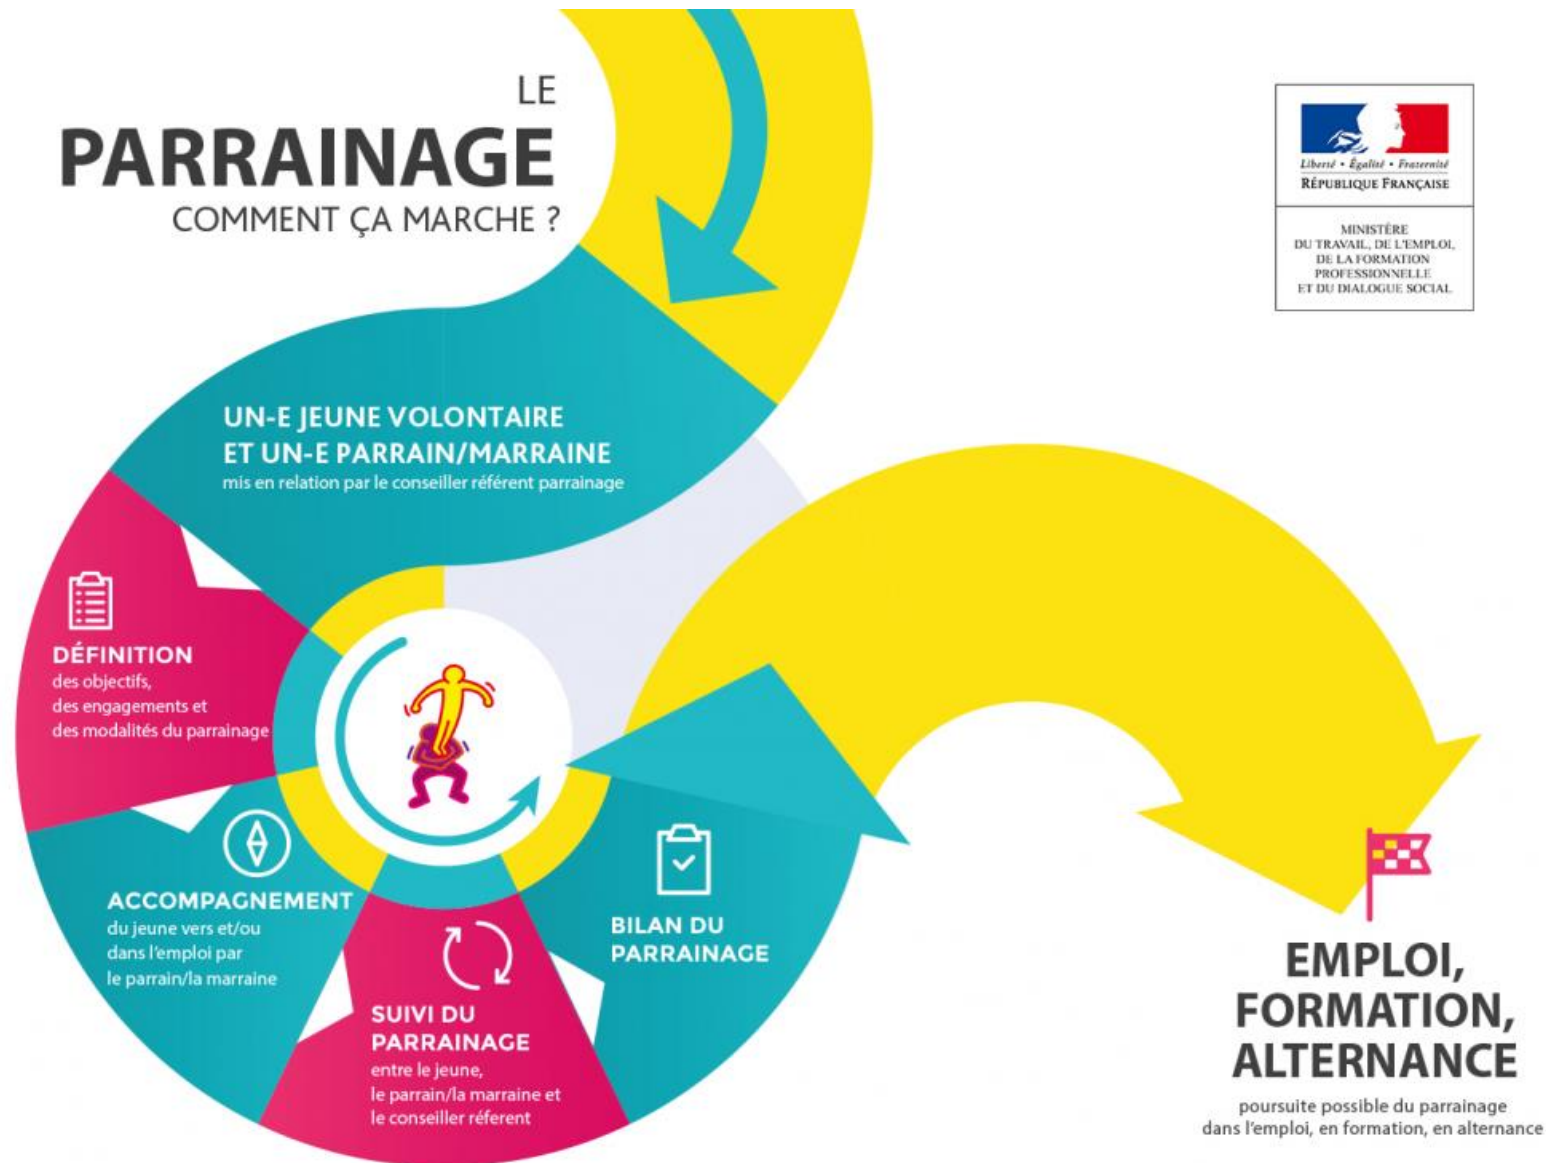 LE
PARRAINAGE
COMMENT ÇA MARCHE ?
Liberté • Égalité • Fraternité
RÉPUBLIQUE FRANÇAISE
MINISTÈRE
DU TRAVAIL, DE L'EMPLOI,
DE LA FORMATION
PROFESSIONNELLE
ET DU DIALOGUE SOCIAL
UN-E JEUNE VOLONTAIRE
ET UN-E PARRAIN/MARRAINE
mis en relation par le conseiller référent parrainage
DÉFINITION
des objectifs,
des engagements et
des modalités du parrainage
ACCOMPAGNEMENT
du jeune vers et/ou
dans l'emploi par
le parrain/la marraine
SUIVI DU
PARRAINAGE
entre le jeune,
le parrain/la marraine et
le conseiller réferent
BILAN DU
PARRAINAGE
EMPLOI,
FORMATION,
ALTERNANCE
poursuite possible du parrainage
dans l'emploi, en formation, en alternance